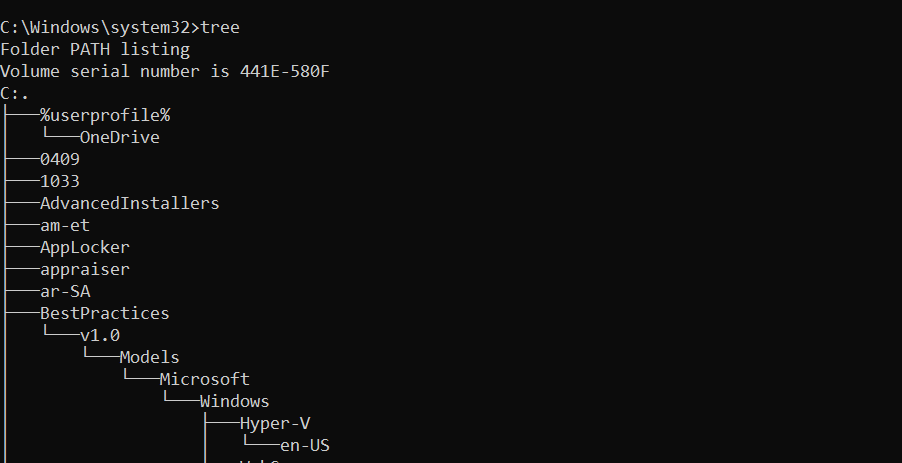 C:\Windows\system32>tree
Folder PATH listing
Volume serial number is 441E-580F
C:.
├───%userprofile%
│   └───OneDrive
├───0409
├───1033
├───AdvancedInstallers
├───am-et
├───AppLocker
├───appraiser
├───ar-SA
├───BestPractices
│   └───v1.0
│       └───Models
│           └───Microsoft
│               └───Windows
│                   ├───Hyper-V
│                   │   └───en-US